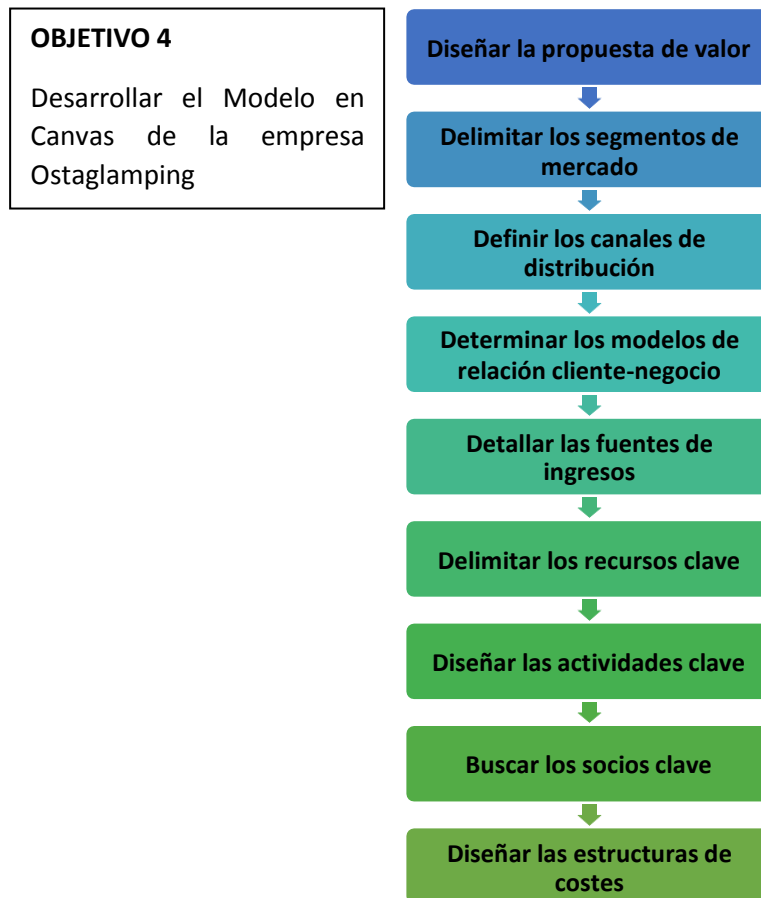 OBJETIVO 4
Desarrollar el Modelo en
Canvas de la empresa
Ostaglamping
Diseñar la propuesta de valor
Delimitar los segmentos de
mercado
Definir los canales de
distribución
Determinar los modelos de
relación cliente-negocio
Detallar las fuentes de
ingresos
Delimitar los recursos clave
Diseñar las actividades clave
Buscar los socios clave
Diseñar las estructuras de
costes